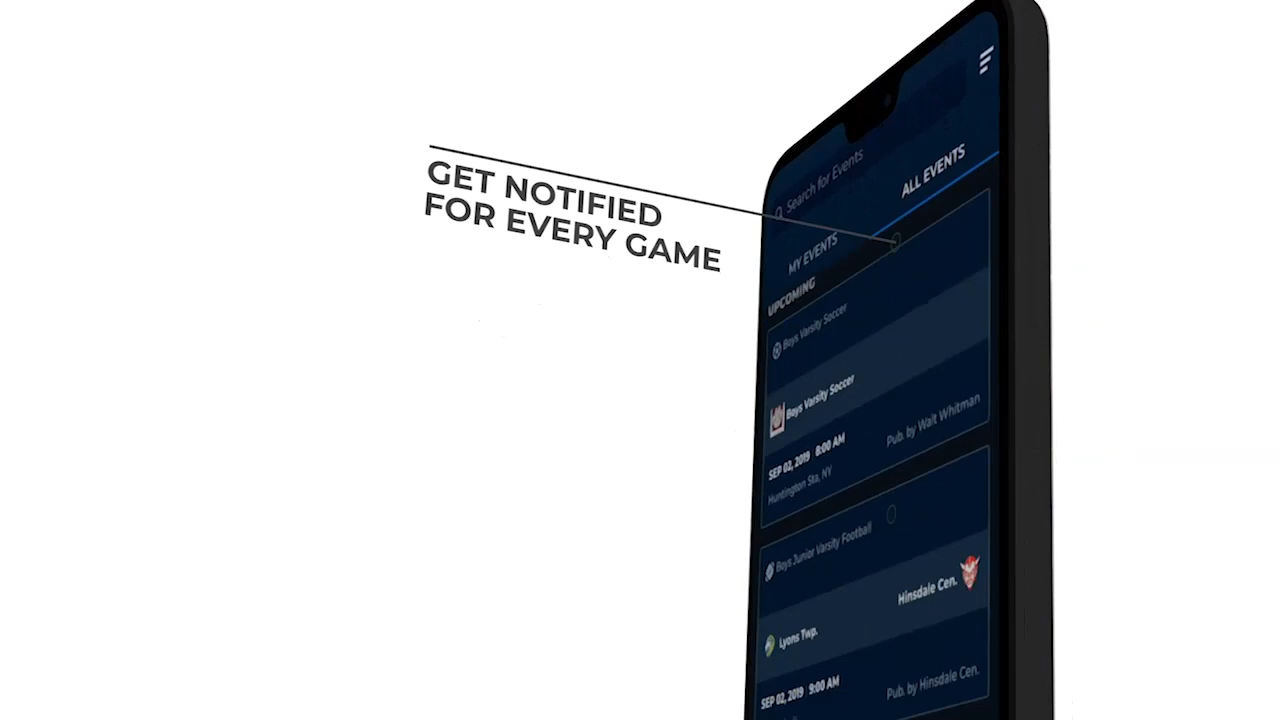 GET NOTIFIED
FOR EVERY GAME
Search for Events
MY EVENTS
ALL EVENTS
UPCOMING
Boys Varsity Soccer
Boys Varsity Soccer
SEP 02, 2019 | 8:00 AM
Pub. by Walt Whitman
Huntington Sta, NY
Boys Junior Varsity Football
Hinsdale Cen.
Lyons Twp.
SEP 02, 2019 | 9:00 AM
Pub. by Hinsdale Cen.